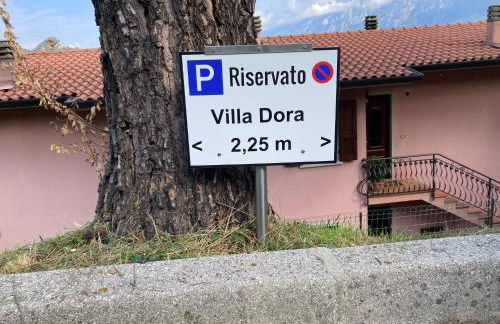 P Riservato
Villa Dora
< 2,25 m >